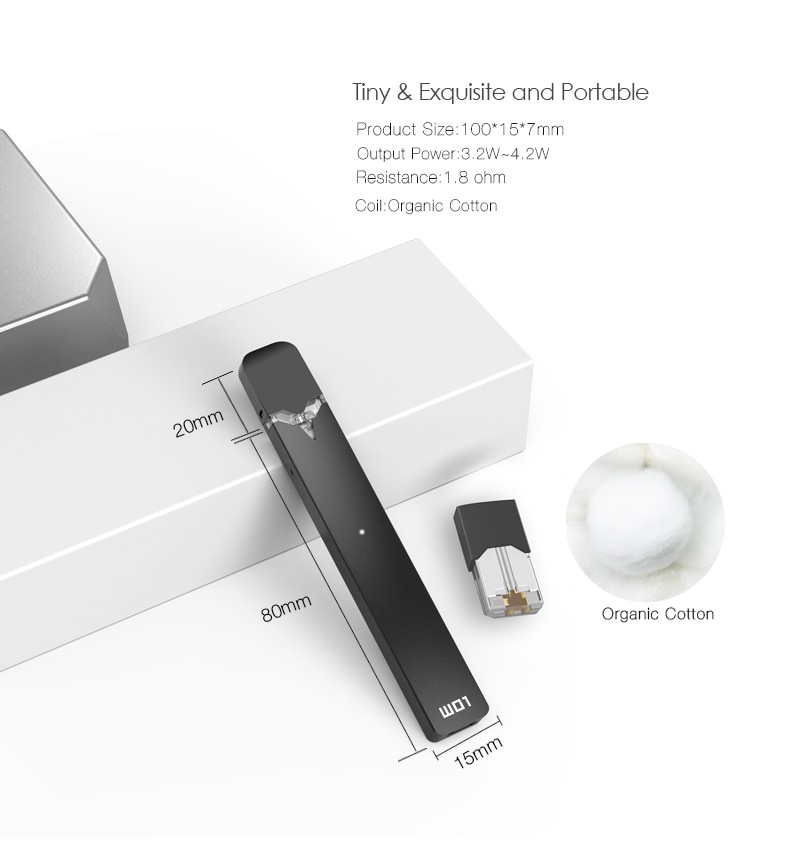 Tiny & Exquisite and Portable
Product Size:100*15*7mm
Output Power:3.2W~4.2W
Resistance:1.8 ohm
Coil:Organic Cotton
20mm
80mm
Organic Cotton
W01
15mm